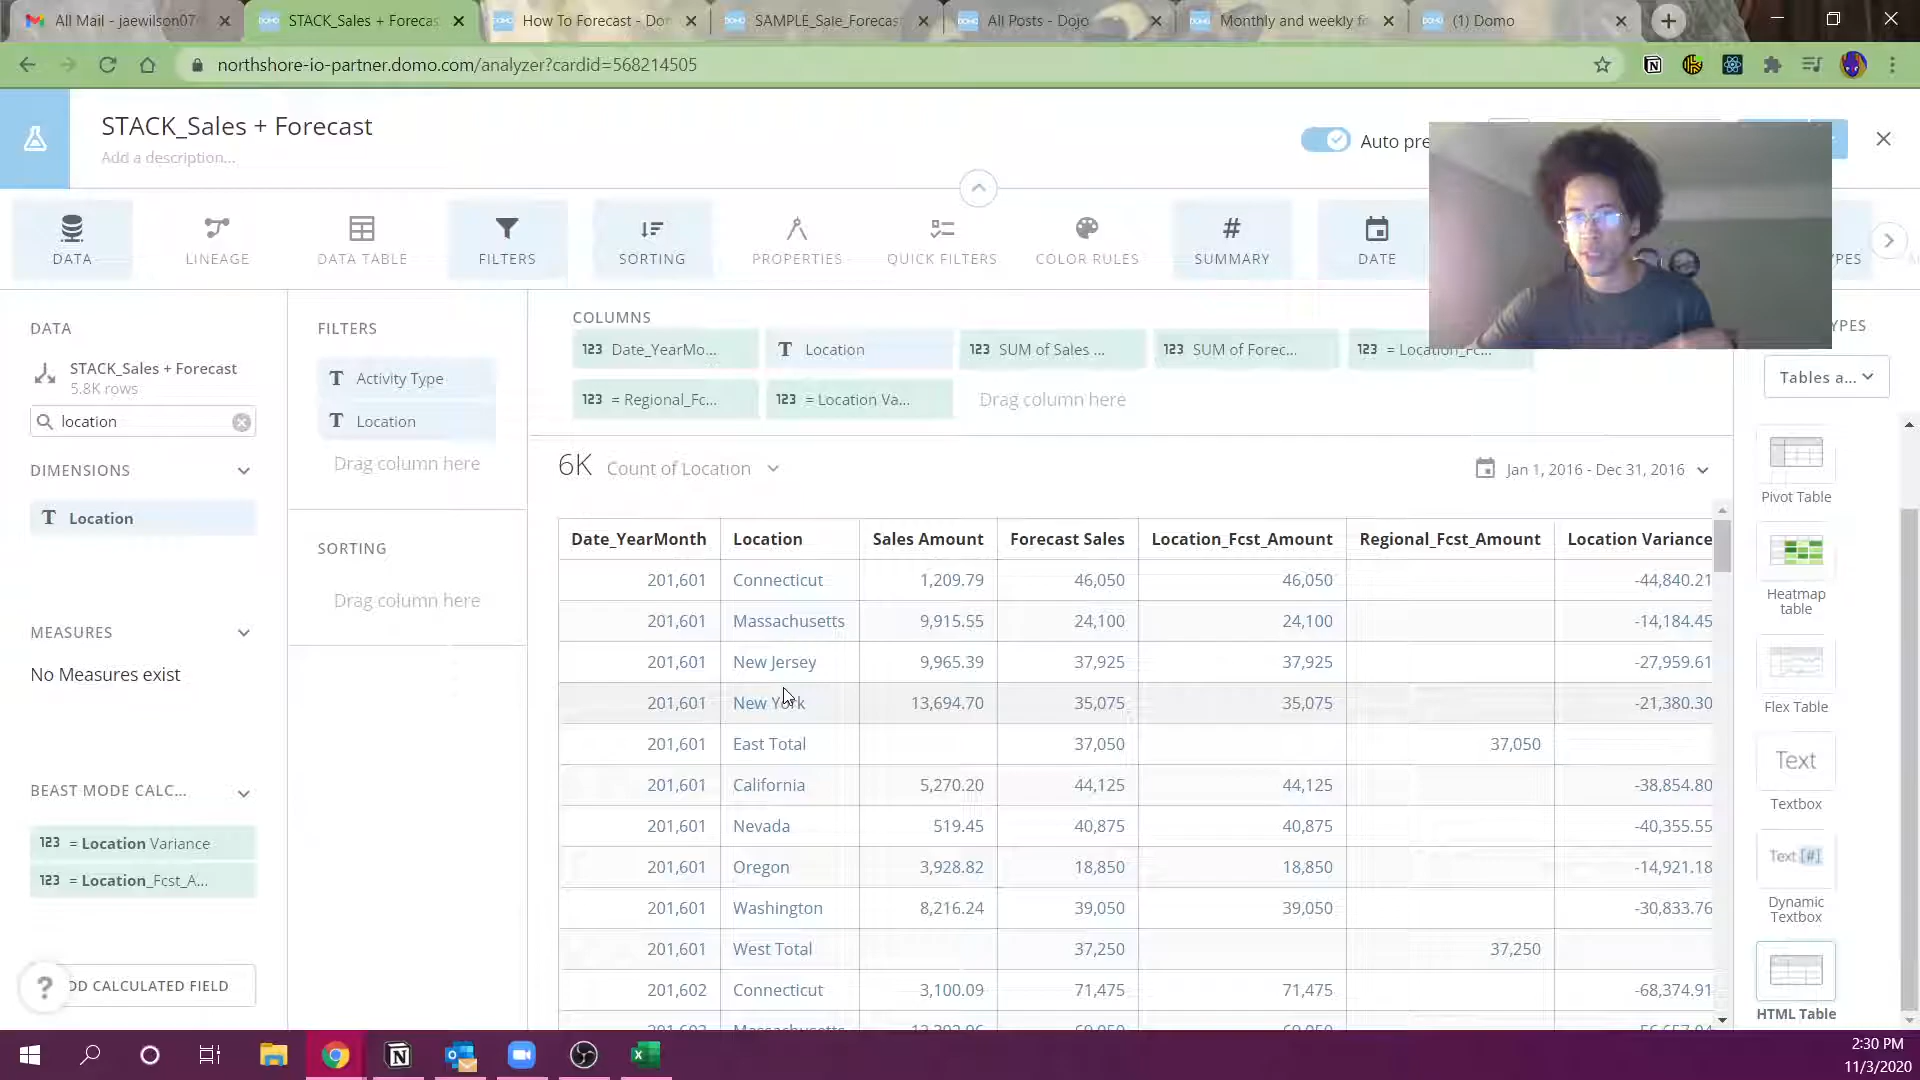 All Mail - jaewilson07
STACK_Sales + Forecas
How To Forecast - Do
SAMPLE_Sale_Forecas
All Posts - Dojo
Monthly and weekly fo
(1) Domo
northshore-io-partner.domo.com/analyzer?cardid=568214505
STACK_Sales + Forecast
Add a description...
Auto pre
DATA
LINEAGE
DATA TABLE
FILTERS
SORTING
PROPERTIES
QUICK FILTERS
COLOR RULES
SUMMARY
DATE
YPES
DATA
STACK_Sales + Forecast
5.8K rows
location
DIMENSIONS
T Location
MEASURES
No Measures exist
BEAST MODE CALC...
123 = Location Variance
123 = Location_Fcst_A...
DD CALCULATED FIELD
?
FILTERS
T Activity Type
T Location
Drag column here
SORTING
Drag column here
COLUMNS
123 Date_YearMo...
T Location
123 SUM of Sales ...
123 SUM of Forec...
123 = Location_Fc...
123 = Regional_Fc...
123 = Location Va...
Drag column here
6K Count of Location
Jan 1, 2016 - Dec 31, 2016
Date_YearMonth Location Sales Amount Forecast Sales Location_Fcst_Amount Regional_Fcst_Amount Location Variance
201,601 Connecticut 1,209.79 46,050 46,050 -44,840.21
201,601 Massachusetts 9,915.55 24,100 24,100 -14,184.45
201,601 New Jersey 9,965.39 37,925 37,925 -27,959.61
201,601 New York 13,694.70 35,075 35,075 -21,380.30
201,601 East Total 37,050 37,050
201,601 California 5,270.20 44,125 44,125 -38,854.80
201,601 Nevada 519.45 40,875 40,875 -40,355.55
201,601 Oregon 3,928.82 18,850 18,850 -14,921.18
201,601 Washington 8,216.24 39,050 39,050 -30,833.76
201,601 West Total 37,250 37,250
201,602 Connecticut 3,100.09 71,475 71,475 -68,374.91
YPES
Tables a...
Pivot Table
Heatmap
table
Flex Table
Text
Textbox
Text [#]
Dynamic
Textbox
HTML Table
2:30 PM
11/3/2020